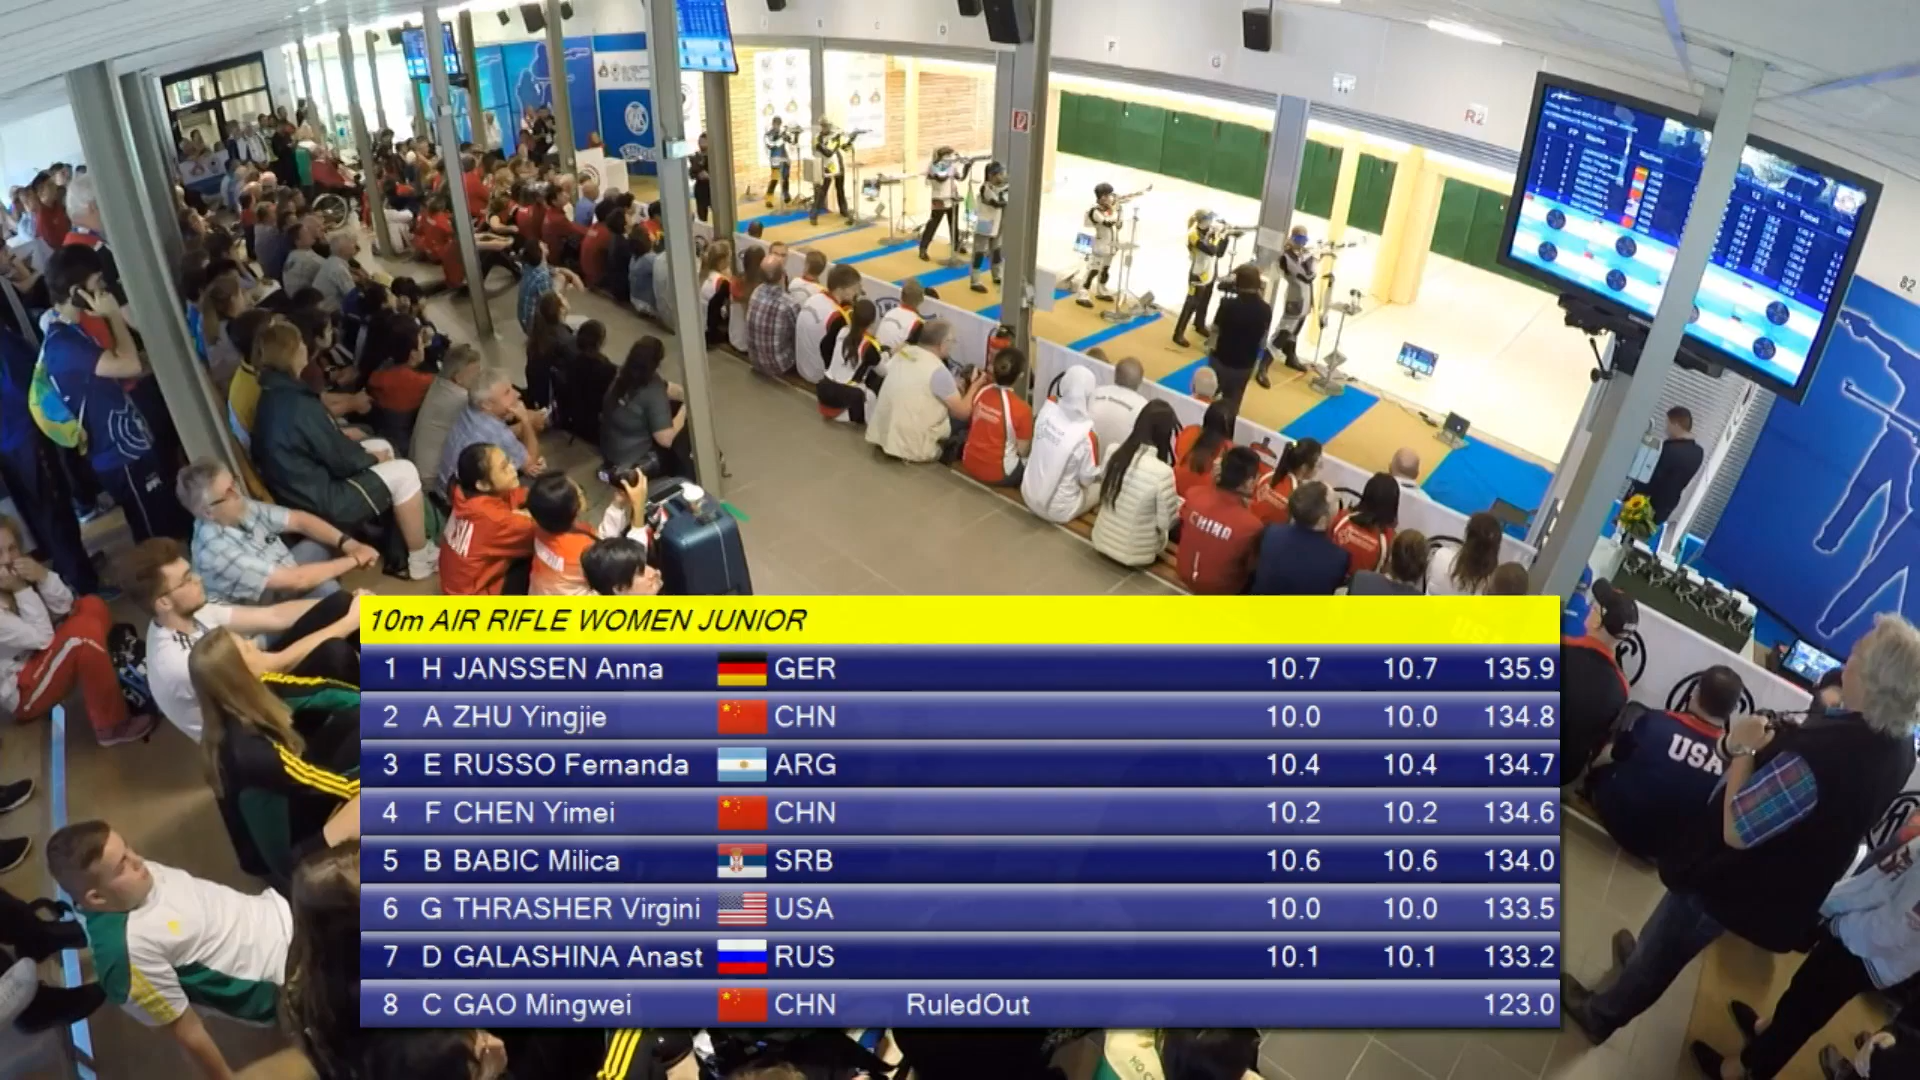 F
G
R2
82
CHINA
USA
10m AIR RIFLE WOMEN JUNIOR
1 H JANSSEN Anna GER 10.7 10.7 135.9
2 A ZHU Yingjie CHN 10.0 10.0 134.8
3 E RUSSO Fernanda ARG 10.4 10.4 134.7
4 F CHEN Yimei CHN 10.2 10.2 134.6
5 B BABIC Milica SRB 10.6 10.6 134.0
6 G THRASHER Virgini USA 10.0 10.0 133.5
7 D GALASHINA Anast RUS 10.1 10.1 133.2
8 C GAO Mingwei CHN RuledOut 123.0